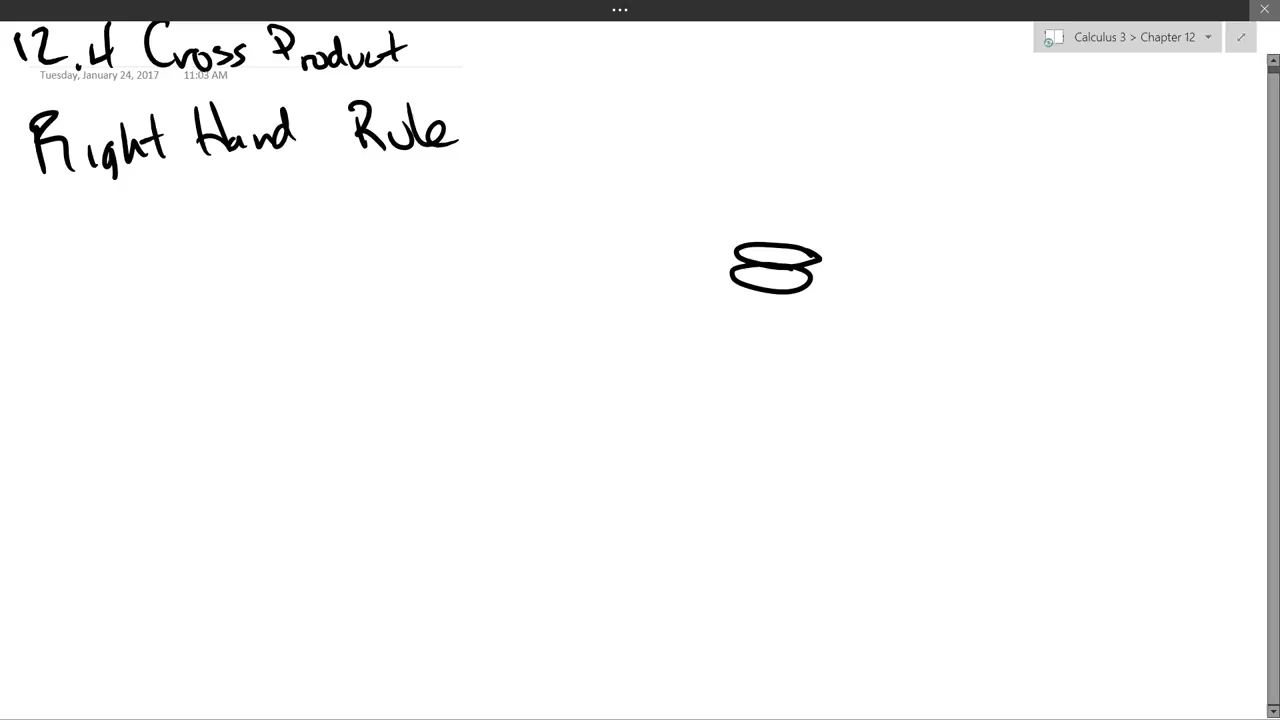 12.4 Cross Product
Calculus 3 > Chapter 12
Tuesday, January 24, 2017 11:03 AM
Right Hand Rule